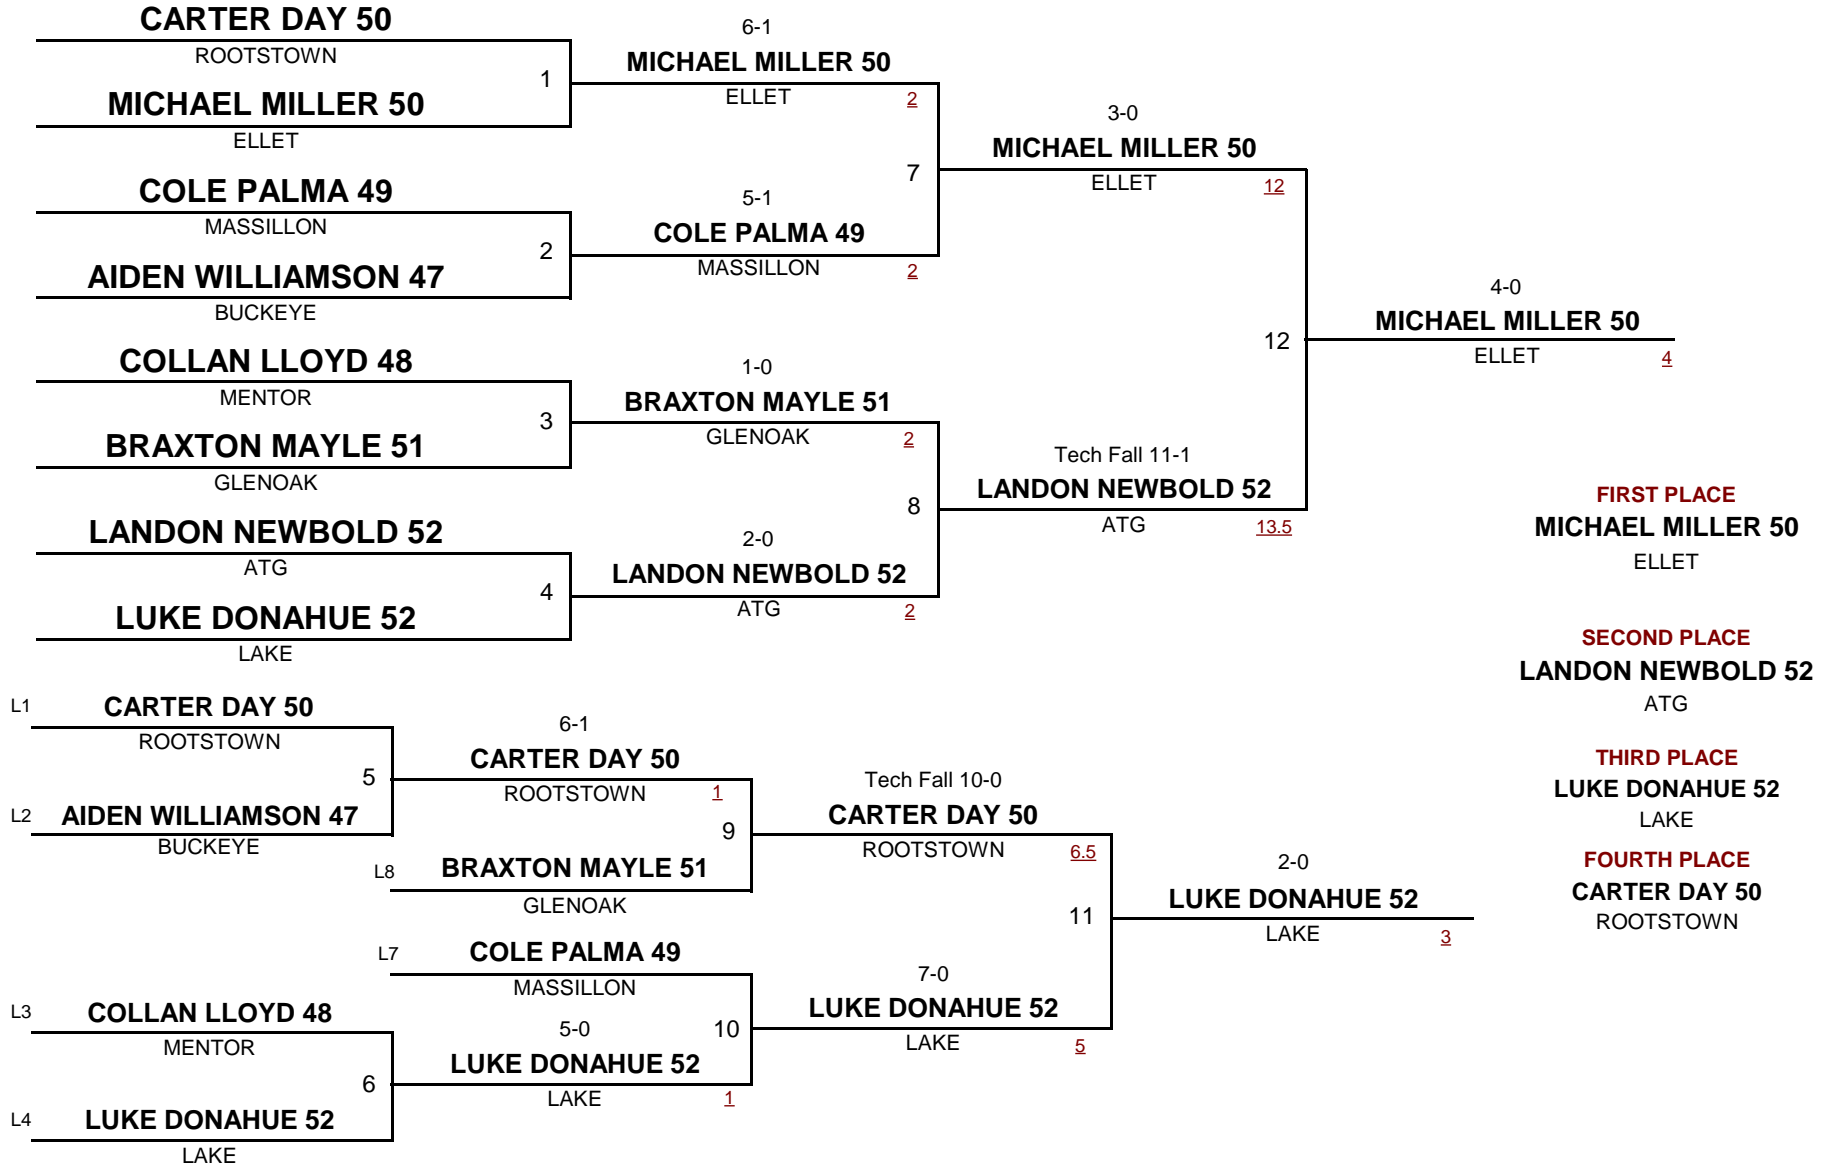 CARTER DAY 50
ROOTSTOWN
1
MICHAEL MILLER 50
ELLET
COLE PALMA 49
MASSILLON
2
AIDEN WILLIAMSON 47
BUCKEYE
COLLAN LLOYD 48
MENTOR
3
BRAXTON MAYLE 51
GLENOAK
LANDON NEWBOLD 52
ATG
4
LUKE DONAHUE 52
LAKE
6-1
MICHAEL MILLER 50
ELLET 2
7
5-1
COLE PALMA 49
MASSILLON 2
1-0
BRAXTON MAYLE 51
GLENOAK 2
8
2-0
LANDON NEWBOLD 52
ATG 2
3-0
MICHAEL MILLER 50
ELLET 12
12
Tech Fall 11-1
LANDON NEWBOLD 52
ATG 13.5
4-0
MICHAEL MILLER 50
ELLET 4
FIRST PLACE
MICHAEL MILLER 50
ELLET
SECOND PLACE
LANDON NEWBOLD 52
ATG
THIRD PLACE
LUKE DONAHUE 52
LAKE
FOURTH PLACE
CARTER DAY 50
ROOTSTOWN
L1 CARTER DAY 50
ROOTSTOWN
5
L2 AIDEN WILLIAMSON 47
BUCKEYE
L3 COLLAN LLOYD 48
MENTOR
6
L4 LUKE DONAHUE 52
LAKE
6-1
CARTER DAY 50
ROOTSTOWN 1
9
L8 BRAXTON MAYLE 51
GLENOAK
L7 COLE PALMA 49
MASSILLON
5-0 10
LUKE DONAHUE 52
LAKE 1
Tech Fall 10-0
CARTER DAY 50
ROOTSTOWN 6.5
11
7-0
LUKE DONAHUE 52
LAKE 5
2-0
LUKE DONAHUE 52
LAKE 3